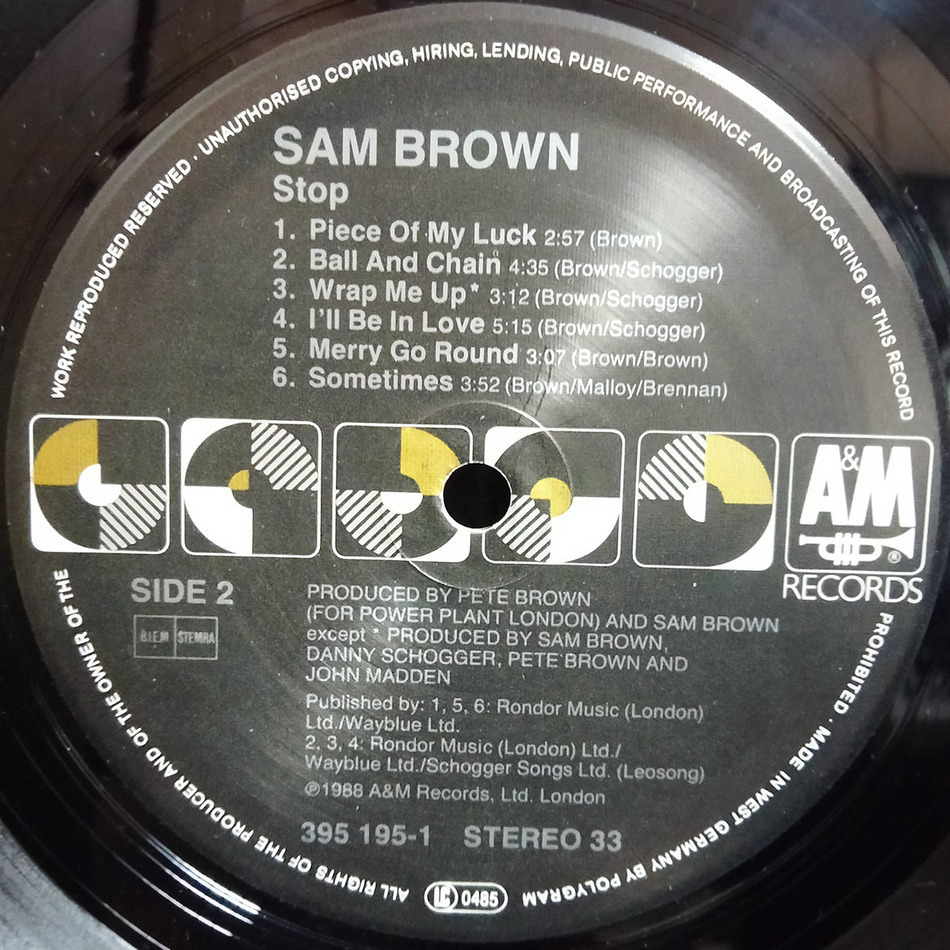 WORK REPRODUCED RESERVED · UNAUTHORISED COPYING, HIRING, LENDING, PUBLIC PERFORMANCE AND BROADCASTING OF THIS RECORD
SAM BROWN
Stop
1. Piece Of My Luck 2:57 (Brown)
2. Ball And Chain 4:35 (Brown/Schogger)
3. Wrap Me Up* 3:12 (Brown/Schogger)
4. I'll Be In Love 5:15 (Brown/Schogger)
5. Merry Go Round 3:07 (Brown/Brown)
6. Sometimes 3:52 (Brown/Malloy/Brennan)
A&M
®
RECORDS
SIDE 2
B.I.E.M STEMRA
PRODUCED BY PETE BROWN
(FOR POWER PLANT LONDON) AND SAM BROWN
except * PRODUCED BY SAM BROWN,
DANNY SCHOGGER, PETE BROWN AND
JOHN MADDEN
Published by: 1, 5, 6: Rondor Music (London)
Ltd./Wayblue Ltd.
2, 3, 4: Rondor Music (London) Ltd./
Wayblue Ltd./Schogger Songs Ltd. (Leosong)
℗1988 A&M Records, Ltd. London
395 195-1 STEREO 33
PROHIBITED · MADE IN WEST GERMANY BY POLYGRAM
LC 0485
ALL RIGHTS OF THE PRODUCER AND OF THE OWNER OF THE